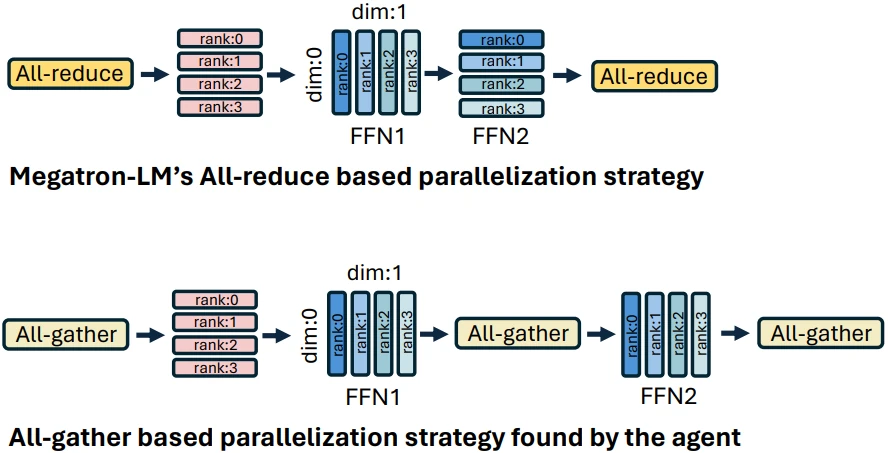 dim:1
All-reduce
rank:0
rank:1
rank:2
rank:3
dim:0
rank:0
rank:1
rank:2
rank:3
rank:0
rank:1
rank:2
rank:3
All-reduce
FFN1
FFN2
Megatron-LM's All-reduce based parallelization strategy
dim:1
All-gather
rank:0
rank:1
rank:2
rank:3
dim:0
rank:0
rank:1
rank:2
rank:3
All-gather
rank:0
rank:1
rank:2
rank:3
All-gather
FFN1
FFN2
All-gather based parallelization strategy found by the agent